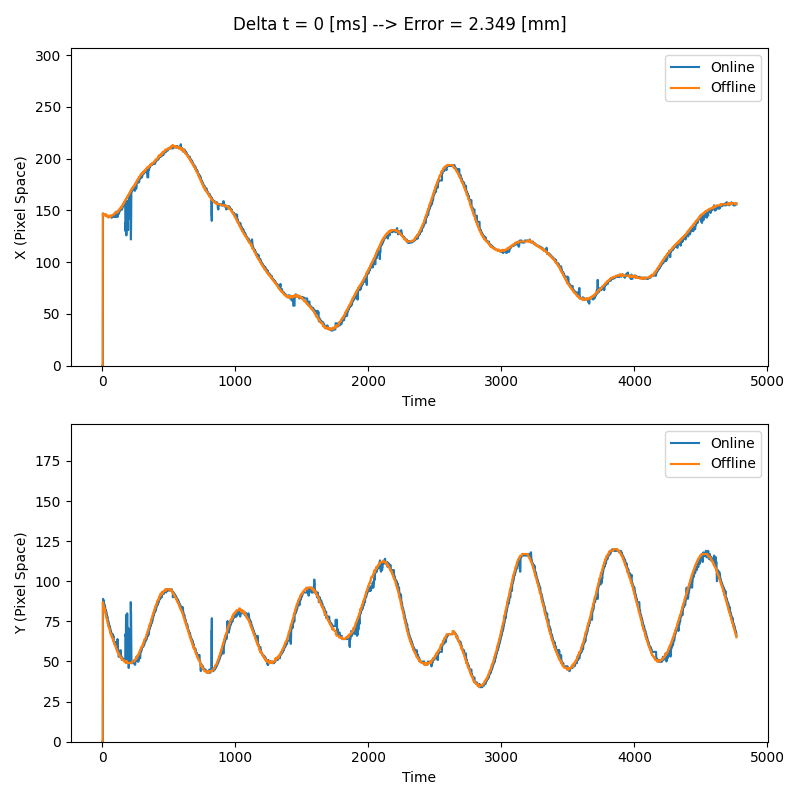 Delta t = 0 [ms] --> Error = 2.349 [mm]
300
250
200
150
100
50
0
X (Pixel Space)
Online
Offline
0 1000 2000 3000 4000 5000
Time
175
150
125
100
75
50
25
0
Y (Pixel Space)
Online
Offline
0 1000 2000 3000 4000 5000
Time